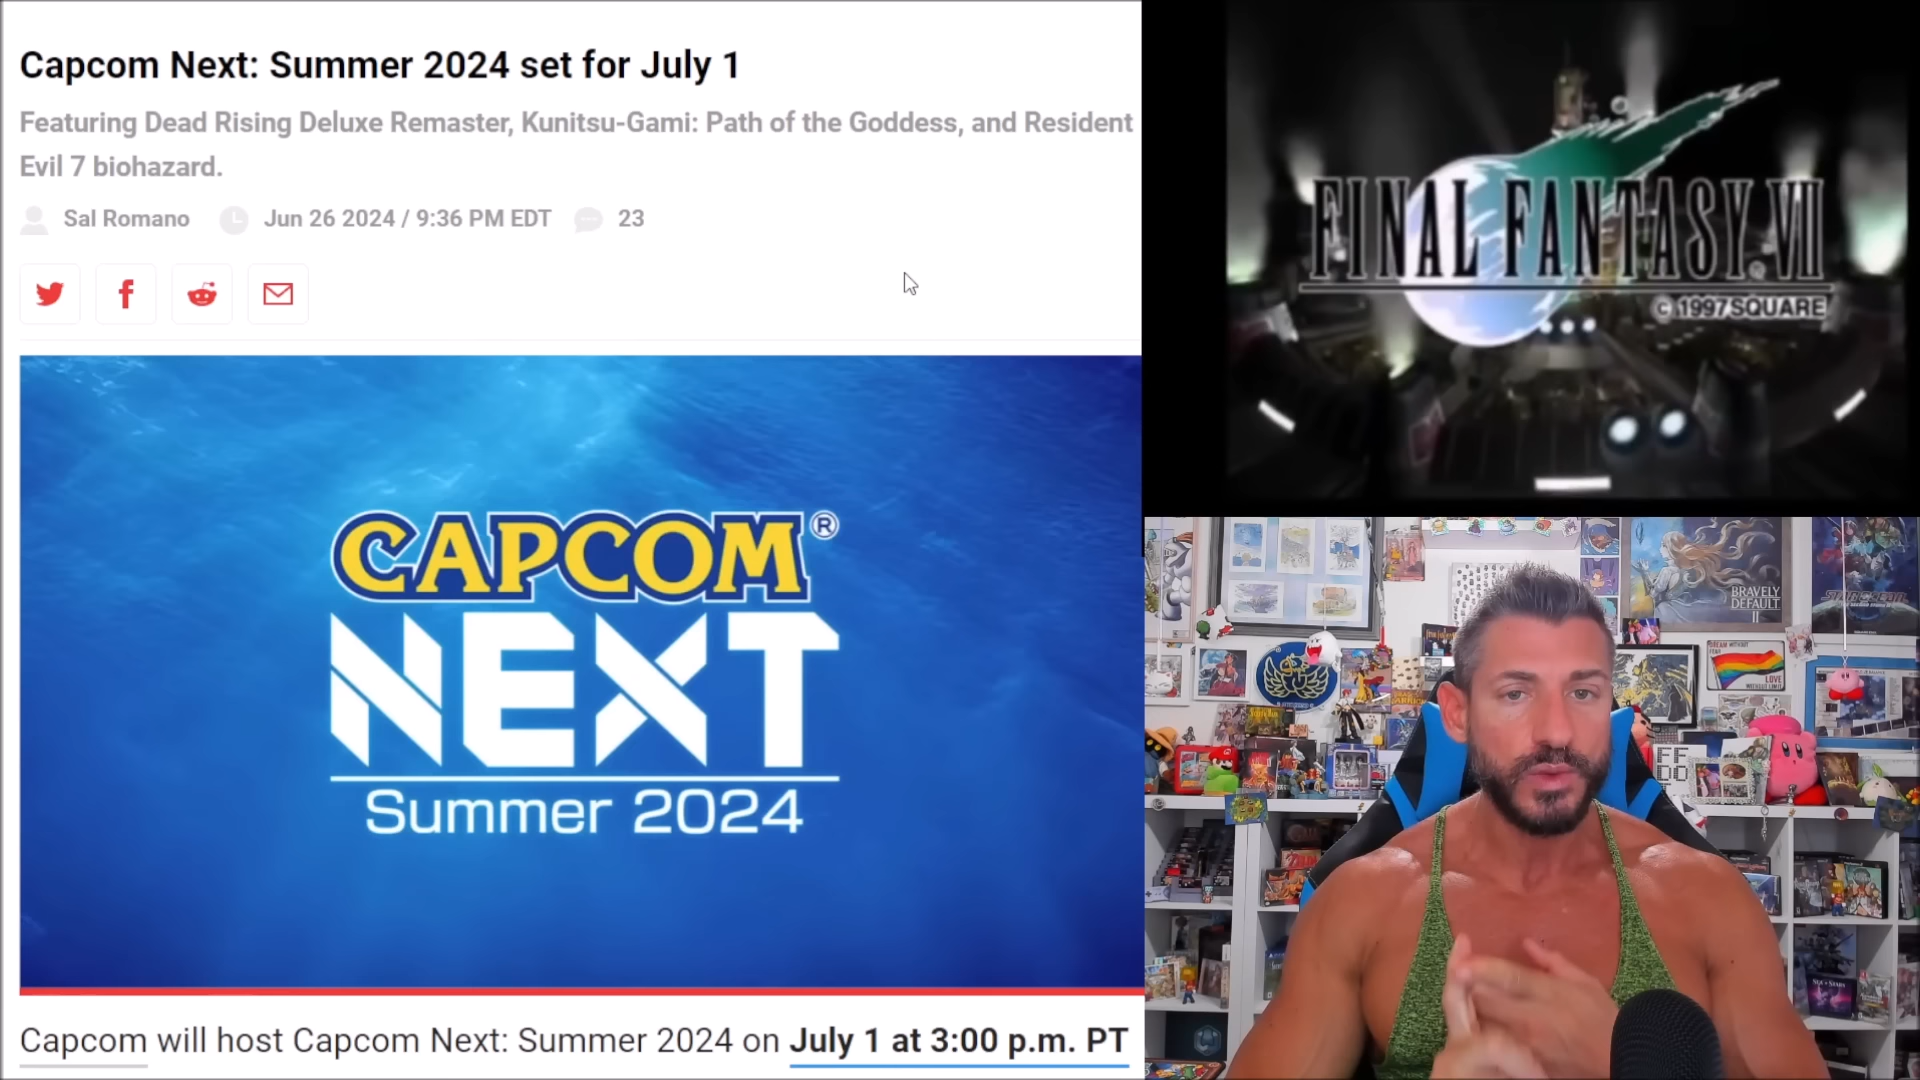 Capcom Next: Summer 2024 set for July 1
Featuring Dead Rising Deluxe Remaster, Kunitsu-Gami: Path of the Goddess, and Resident
Evil 7 biohazard.
Sal Romano Jun 26 2024 / 9:36 PM EDT 23
CAPCOM®
NEXT
Summer 2024
Capcom will host Capcom Next: Summer 2024 on July 1 at 3:00 p.m. PT
FINAL FANTASY VII
© 1997 SQUARE
BRAVELY
DEFAULT
II
LOVE